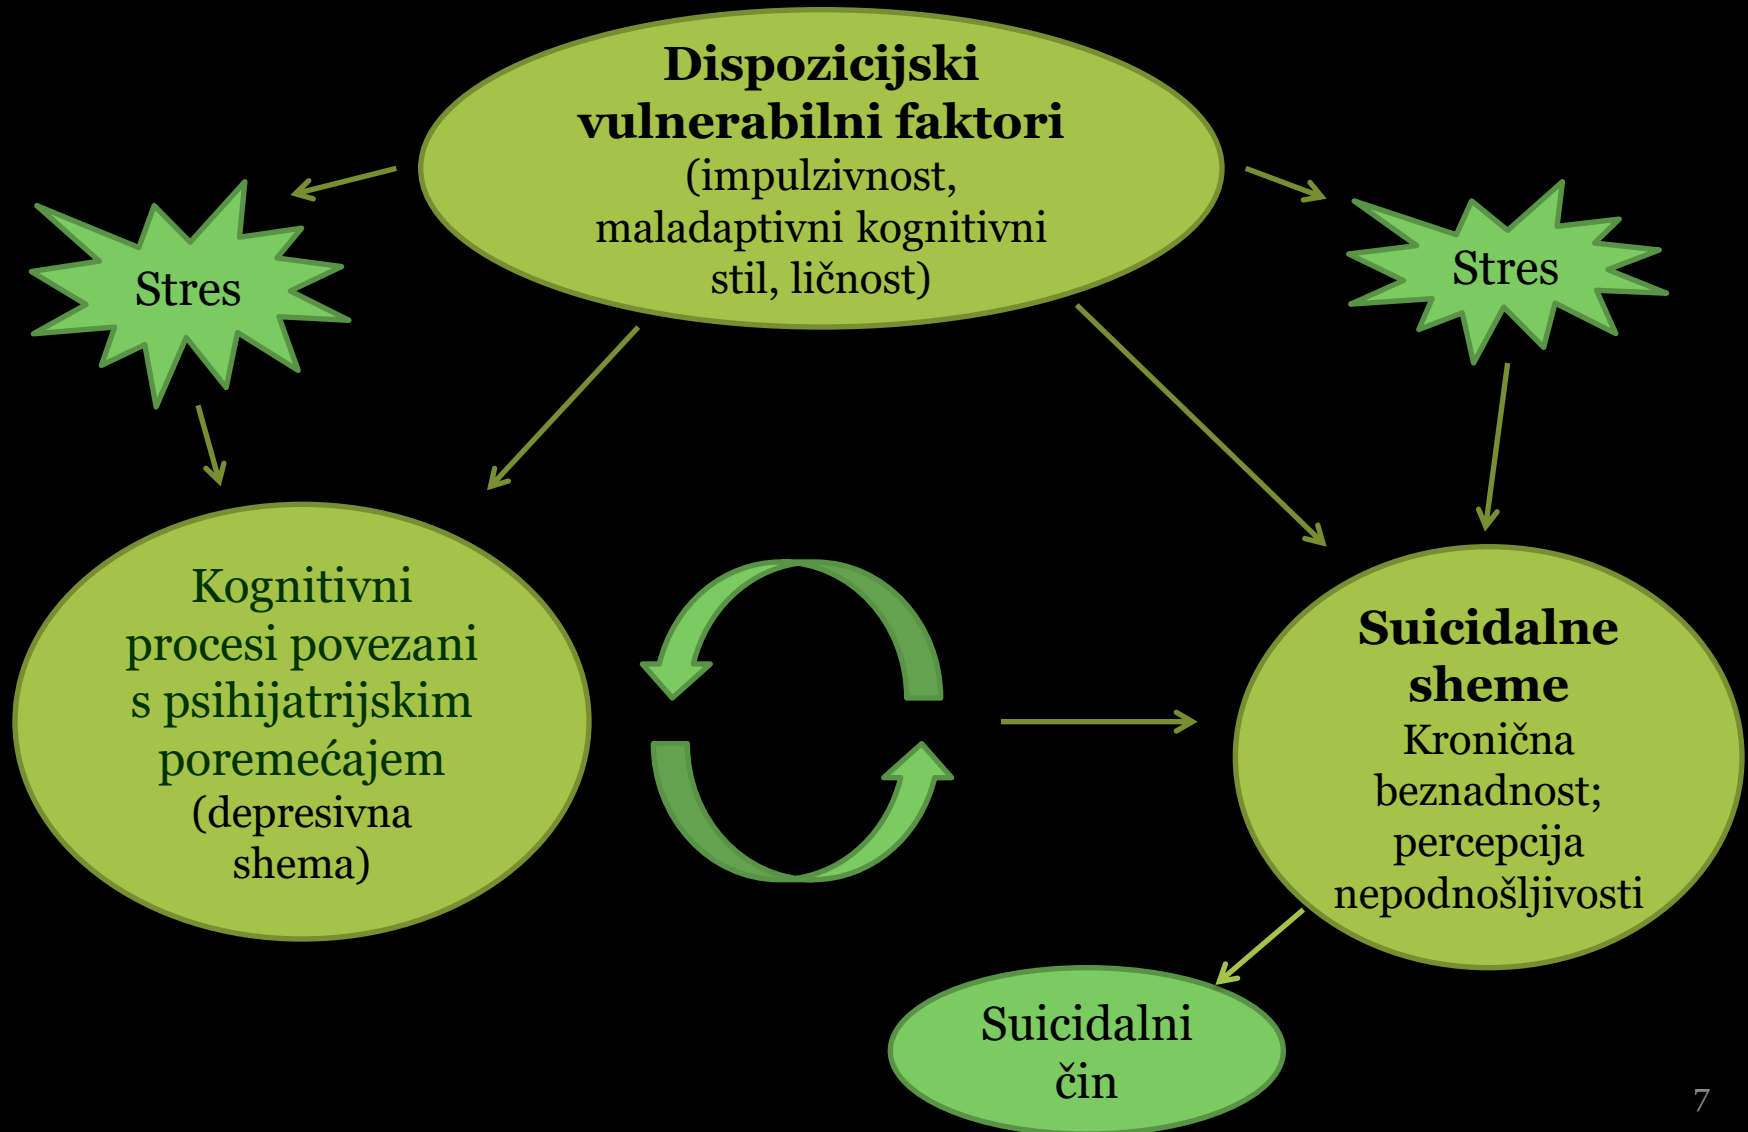 Dispozicijski
vulnerabilni faktori
(impulzivnost,
maladaptivni kognitivni
stil, ličnost)
Stres
Stres
Kognitivni
procesi povezani
s psihijatrijskim
poremećajem
(depresivna
shema)
Suicidalne
sheme
Kronična
beznadnost;
percepcija
nepodnošljivosti
Suicidalni
čin
7